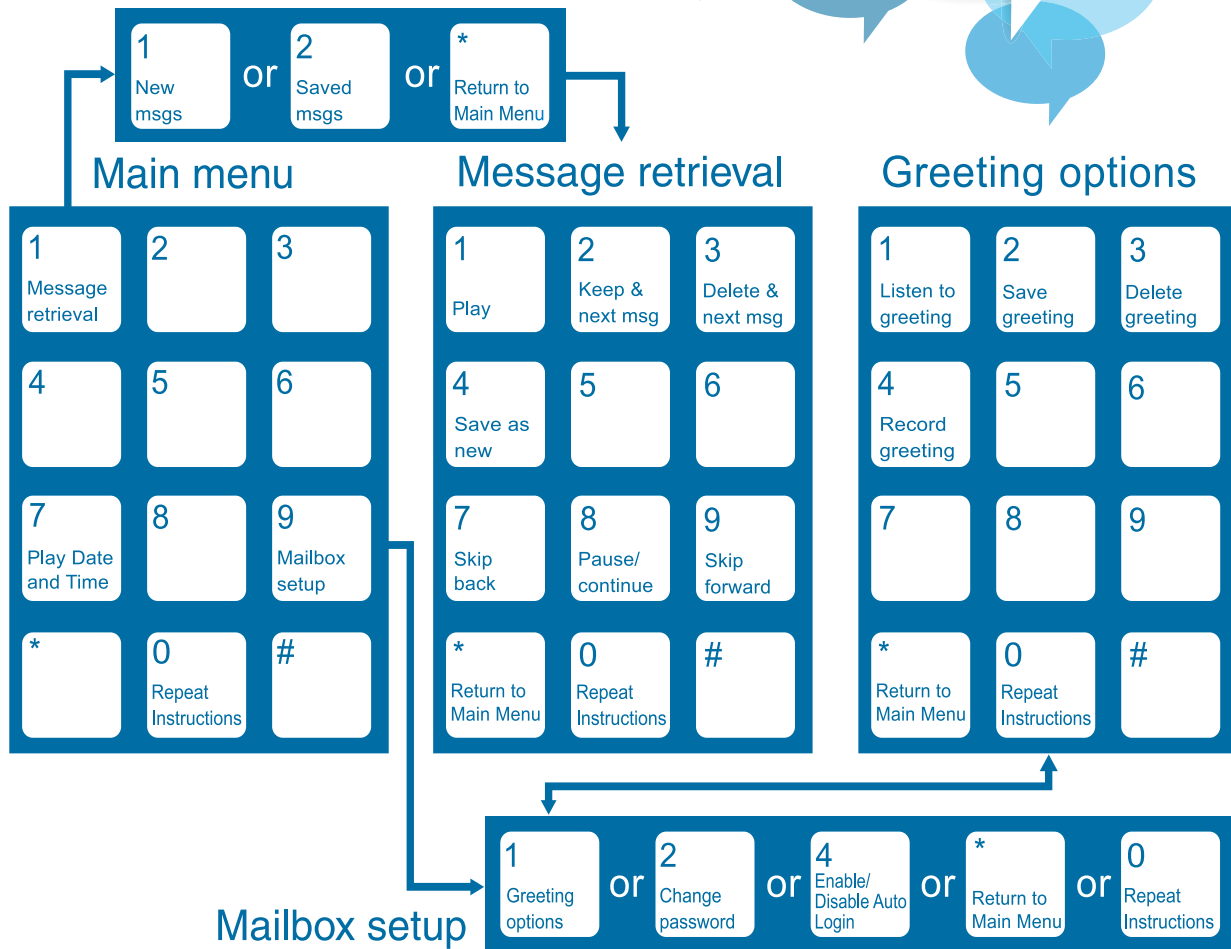 1
New
msgs
or
2
Saved
msgs
or
*
Return to
Main Menu
Main menu
1
Message
retrieval
2
3
4
5
6
7
Play Date
and Time
8
9
Mailbox
setup
*
0
Repeat
Instructions
#
Message retrieval
1
Play
2
Keep &
next msg
3
Delete &
next msg
4
Save as
new
5
6
7
Skip
back
8
Pause/
continue
9
Skip
forward
*
Return to
Main Menu
0
Repeat
Instructions
#
Greeting options
1
Listen to
greeting
2
Save
greeting
3
Delete
greeting
4
Record
greeting
5
6
7
8
9
*
Return to
Main Menu
0
Repeat
Instructions
#
Mailbox setup
1
Greeting
options
or
2
Change
password
or
4
Enable/
Disable Auto
Login
or
*
Return to
Main Menu
or
0
Repeat
Instructions